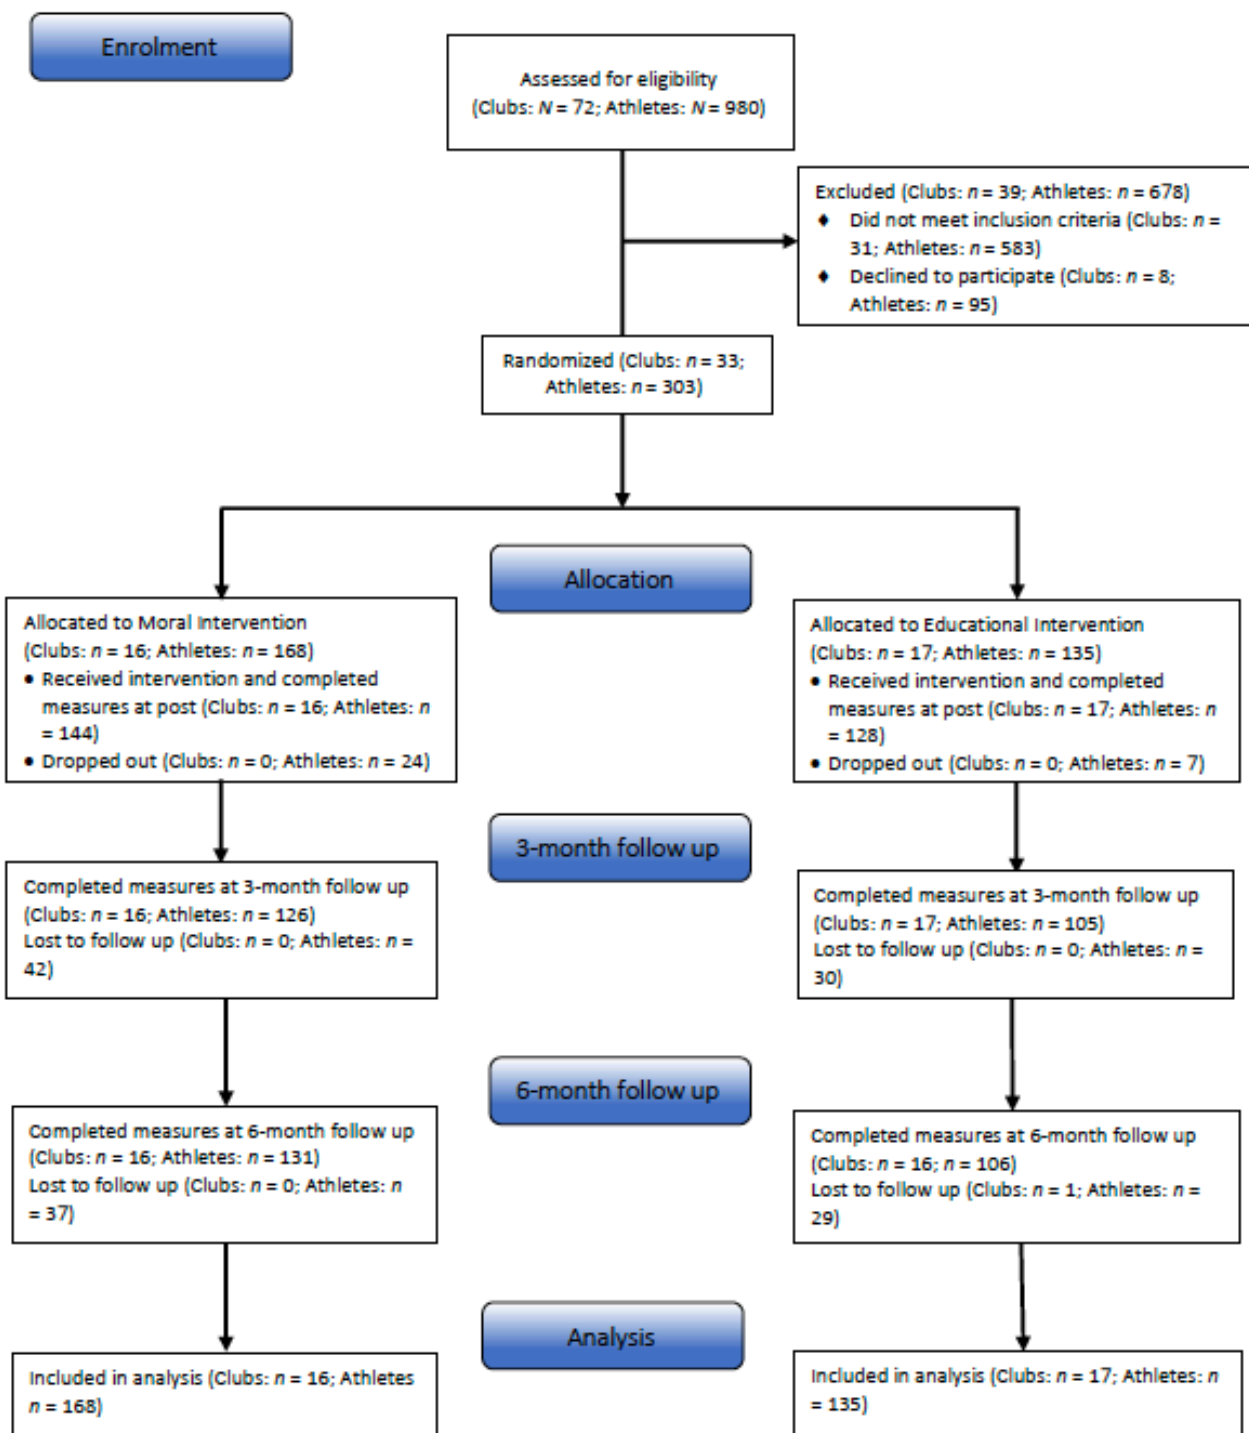 Enrolment
Assessed for eligibility
(Clubs: N = 72; Athletes: N = 980)
Excluded (Clubs: n = 39; Athletes: n = 678)
♦ Did not meet inclusion criteria (Clubs: n =
31; Athletes: n = 583)
♦ Declined to participate (Clubs: n = 8;
Athletes: n = 95)
Randomized (Clubs: n = 33;
Athletes: n = 303)
Allocation
Allocated to Moral Intervention
(Clubs: n = 16; Athletes: n = 168)
• Received intervention and completed
measures at post (Clubs: n = 16; Athletes: n
= 144)
• Dropped out (Clubs: n = 0; Athletes: n = 24)
Allocated to Educational Intervention
(Clubs: n = 17; Athletes: n = 135)
• Received intervention and completed
measures at post (Clubs: n = 17; Athletes: n
= 128)
• Dropped out (Clubs: n = 0; Athletes: n = 7)
3-month follow up
Completed measures at 3-month follow up
(Clubs: n = 16; Athletes: n = 126)
Lost to follow up (Clubs: n = 0; Athletes: n =
42)
Completed measures at 3-month follow up
(Clubs: n = 17; Athletes: n = 105)
Lost to follow up (Clubs: n = 0; Athletes: n =
30)
6-month follow up
Completed measures at 6-month follow up
(Clubs: n = 16; Athletes: n = 131)
Lost to follow up (Clubs: n = 0; Athletes: n
= 37)
Completed measures at 6-month follow up
(Clubs: n = 16; n = 106)
Lost to follow up (Clubs: n = 1; Athletes: n =
29)
Analysis
Included in analysis (Clubs: n = 16; Athletes
n = 168)
Included in analysis (Clubs: n = 17; Athletes: n
= 135)